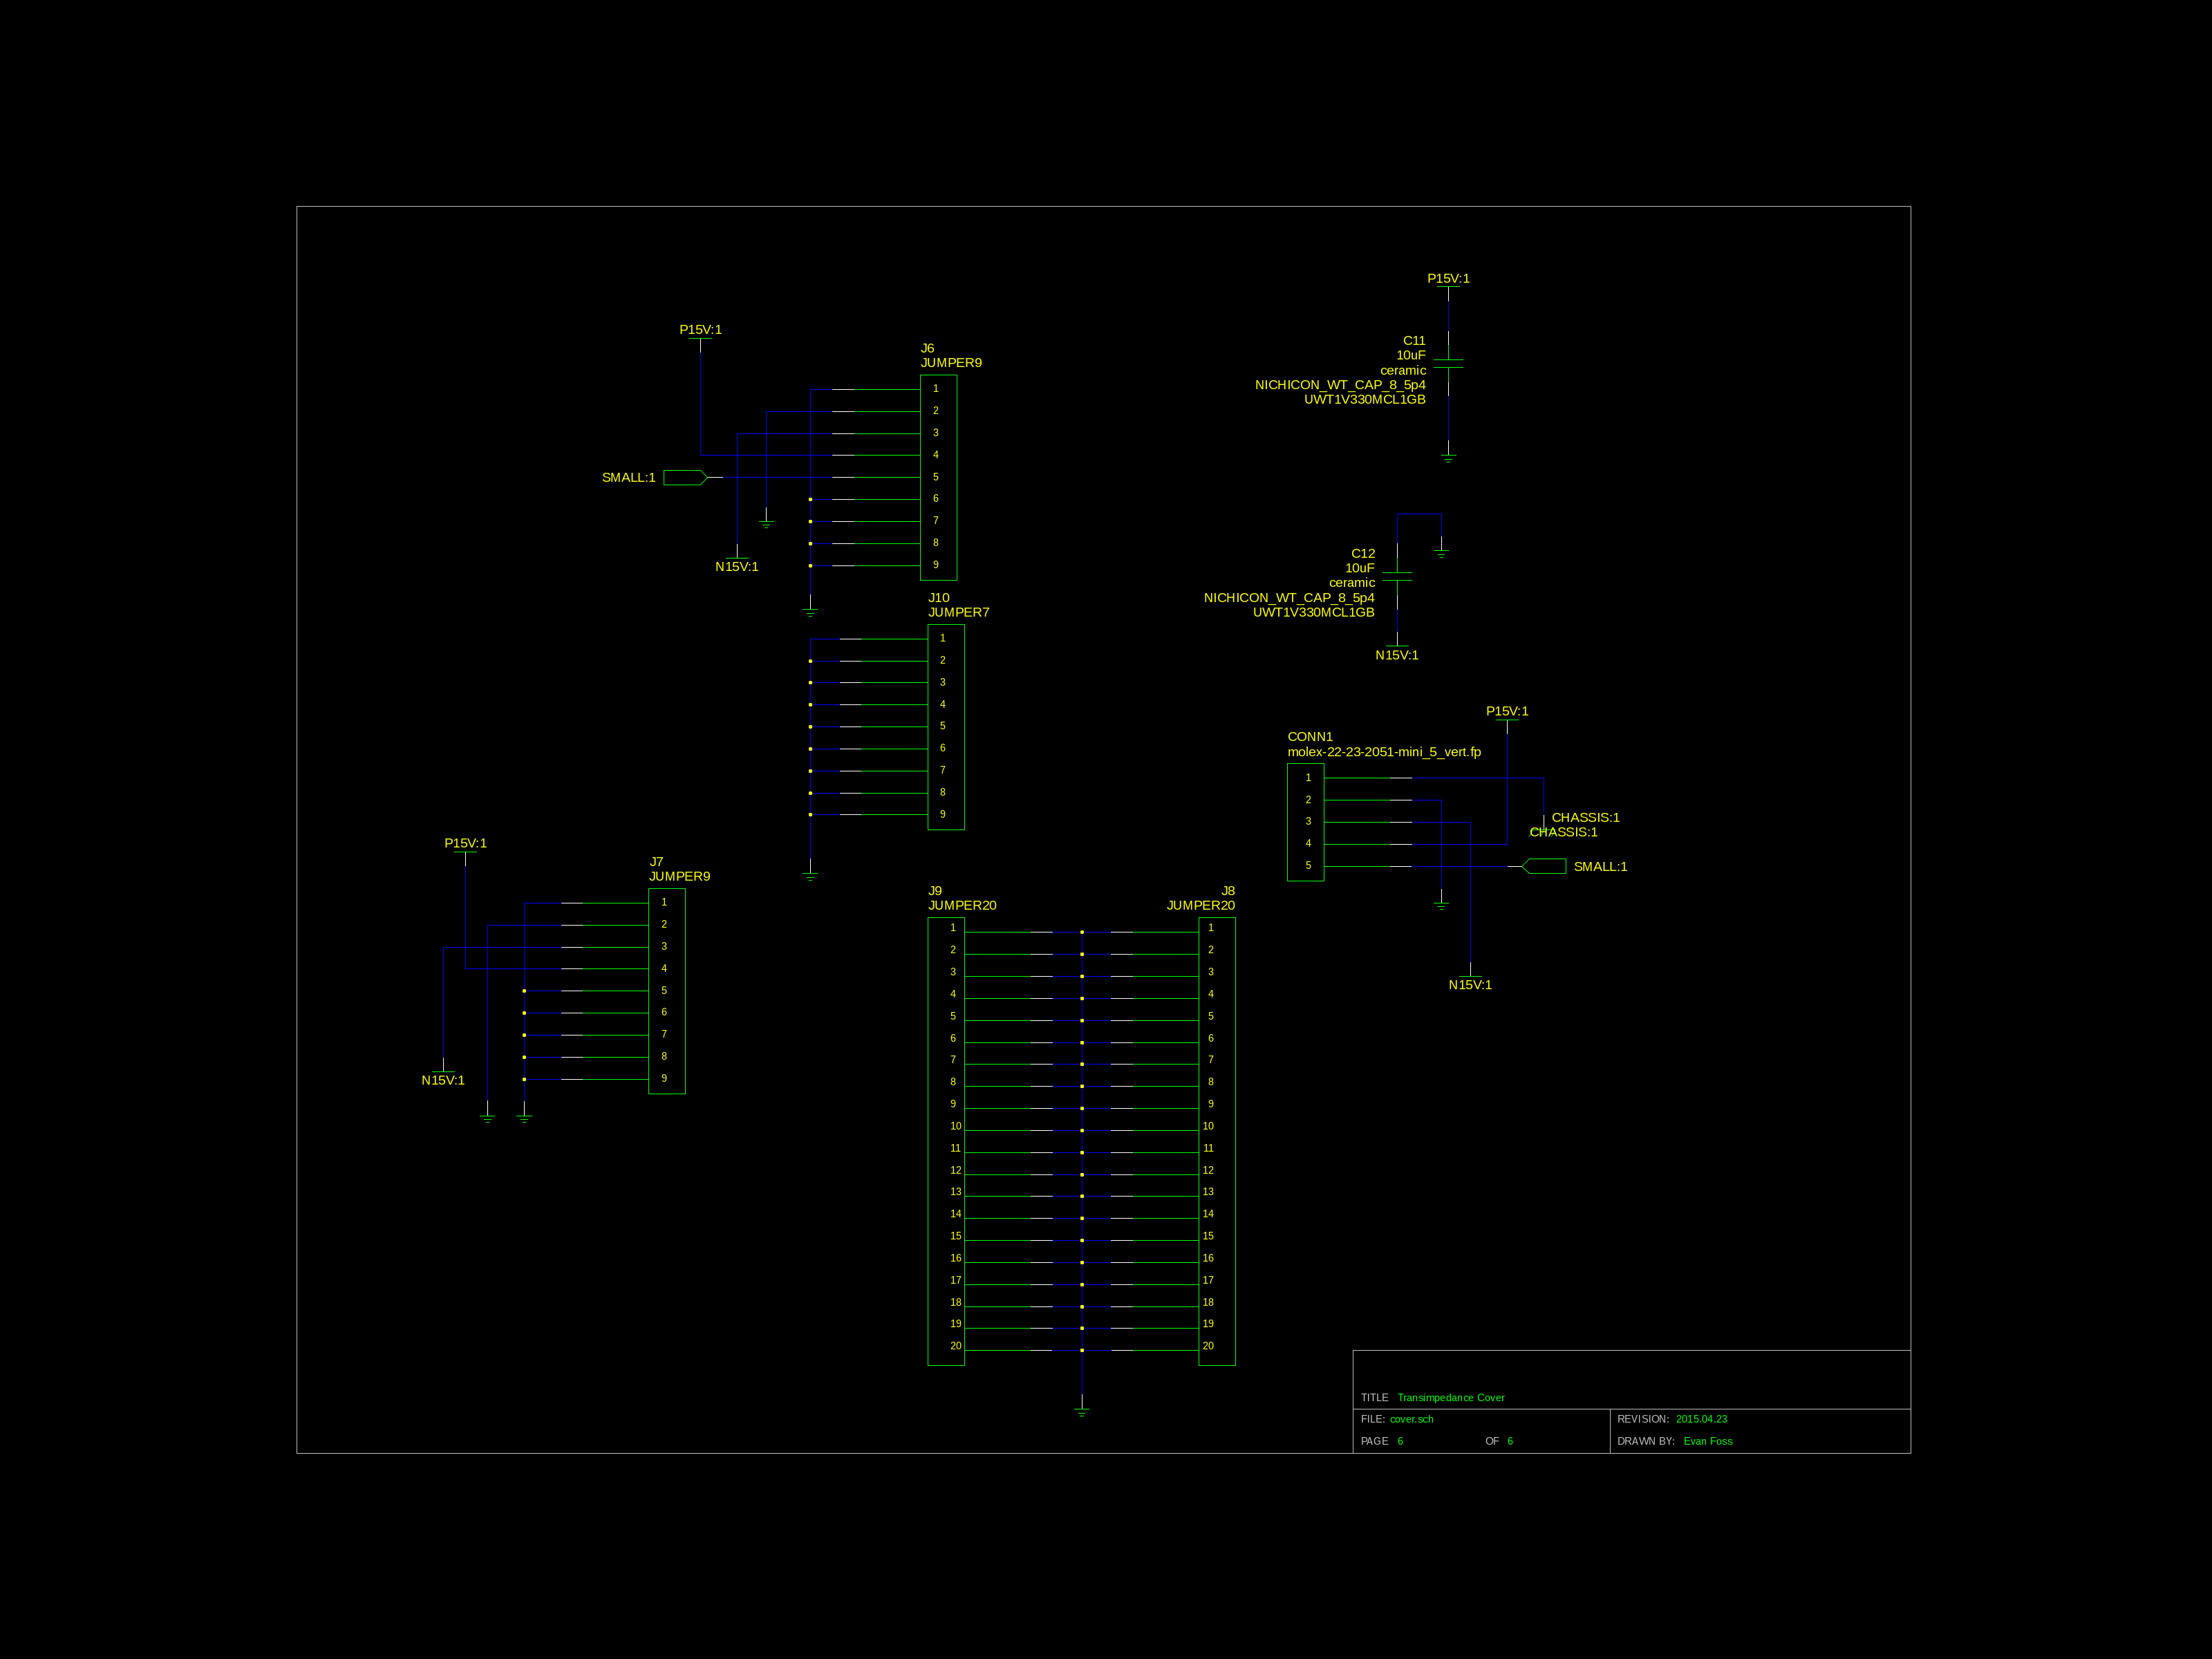 P15V:1
SMALL:1
N15V:1
J6
JUMPER9
1
2
3
4
5
6
7
8
9
J10
JUMPER7
1
2
3
4
5
6
7
8
9
P15V:1
N15V:1
J7
JUMPER9
1
2
3
4
5
6
7
8
9
J9
JUMPER20
1
2
3
4
5
6
7
8
9
10
11
12
13
14
15
16
17
18
19
20
J8
JUMPER20
1
2
3
4
5
6
7
8
9
10
11
12
13
14
15
16
17
18
19
20
P15V:1
C11
10uF
ceramic
NICHICON_WT_CAP_8_5p4
UWT1V330MCL1GB
C12
10uF
ceramic
NICHICON_WT_CAP_8_5p4
UWT1V330MCL1GB
N15V:1
P15V:1
CONN1
molex-22-23-2051-mini_5_vert.fp
1
2
3
4
5
CHASSIS:1
CHASSIS:1
SMALL:1
N15V:1
TITLE Transimpedance Cover
FILE: cover.sch
REVISION: 2015.04.23
PAGE 6 OF 6
DRAWN BY: Evan Foss